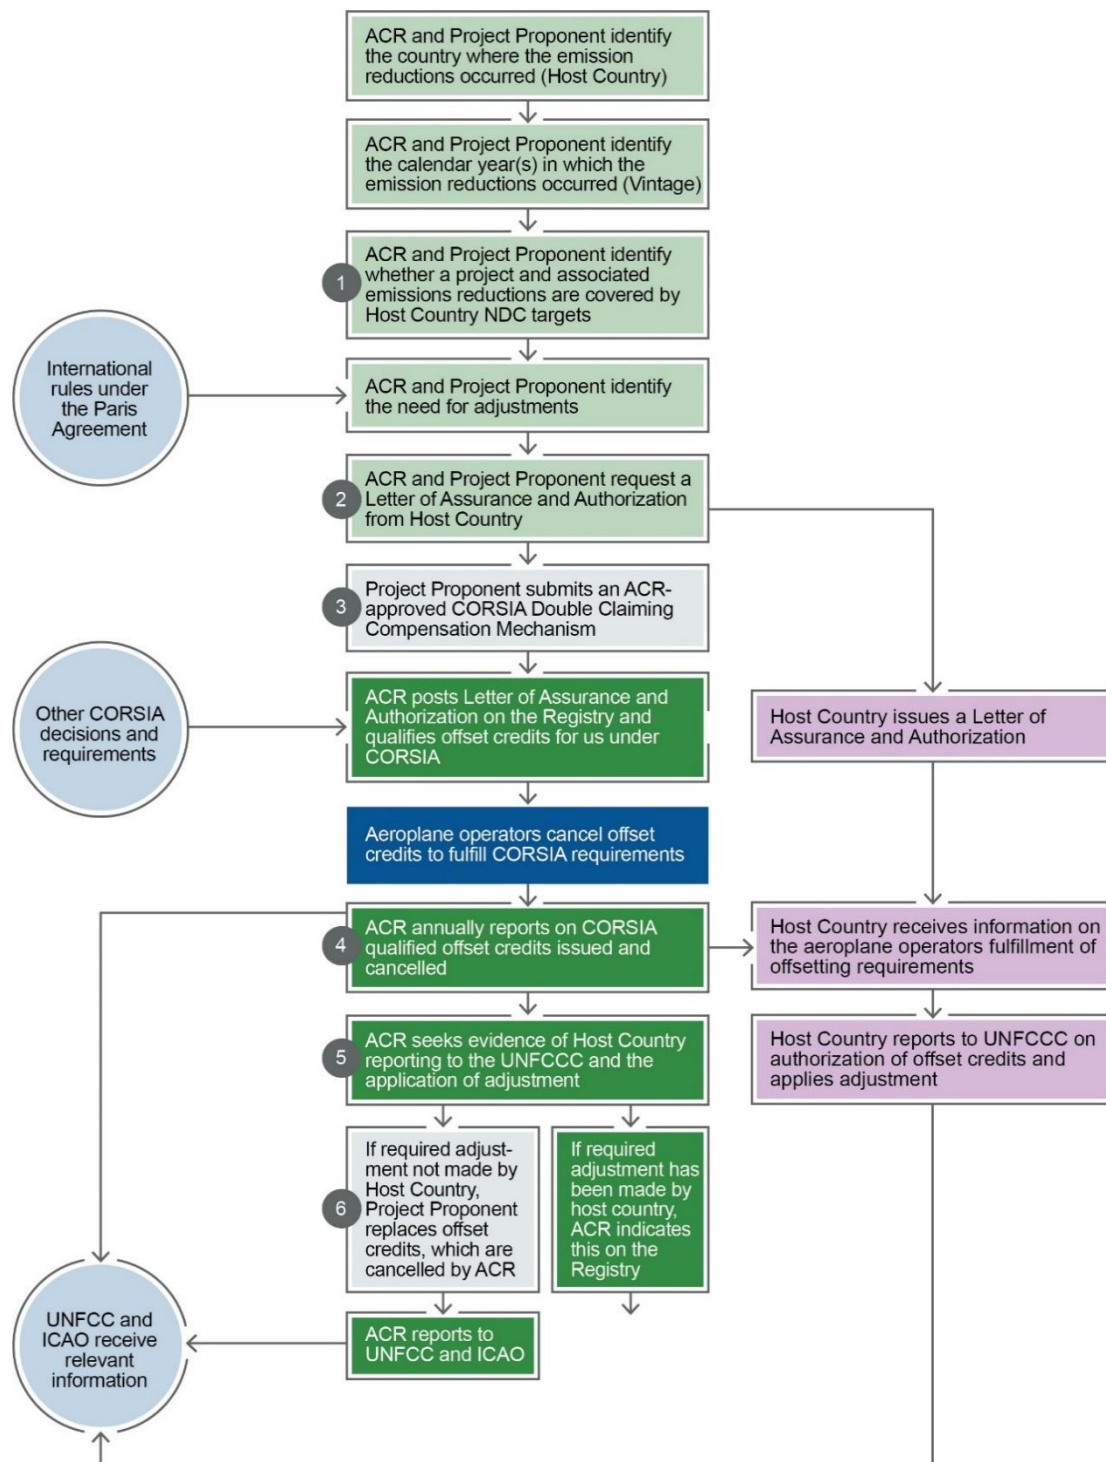 ACR and Project Proponent identify
the country where the emission
reductions occurred (Host Country)
ACR and Project Proponent identify
the calendar year(s) in which the
emission reductions occurred (Vintage)
1
ACR and Project Proponent identify
whether a project and associated
emissions reductions are covered by
Host Country NDC targets
International
rules under
the Paris
Agreement
ACR and Project Proponent identify
the need for adjustments
2
ACR and Project Proponent request a
Letter of Assurance and Authorization
from Host Country
3
Project Proponent submits an ACR-
approved CORSIA Double Claiming
Compensation Mechanism
Other CORSIA
decisions and
requirements
ACR posts Letter of Assurance and
Authorization on the Registry and
qualifies offset credits for us under
CORSIA
Host Country issues a Letter of
Assurance and Authorization
Aeroplane operators cancel offset
credits to fulfill CORSIA requirements
4
ACR annually reports on CORSIA
qualified offset credits issued and
cancelled
Host Country receives information on
the aeroplane operators fulfillment of
offsetting requirements
5
ACR seeks evidence of Host Country
reporting to the UNFCCC and the
application of adjustment
Host Country reports to UNFCCC on
authorization of offset credits and
applies adjustment
6
If required adjust-
ment not made by
Host Country,
Project Proponent
replaces offset
credits, which are
cancelled by ACR
If required
adjustment has
been made by
host country,
ACR indicates
this on the
Registry
UNFCC and
ICAO receive
relevant
information
ACR reports to
UNFCC and ICAO